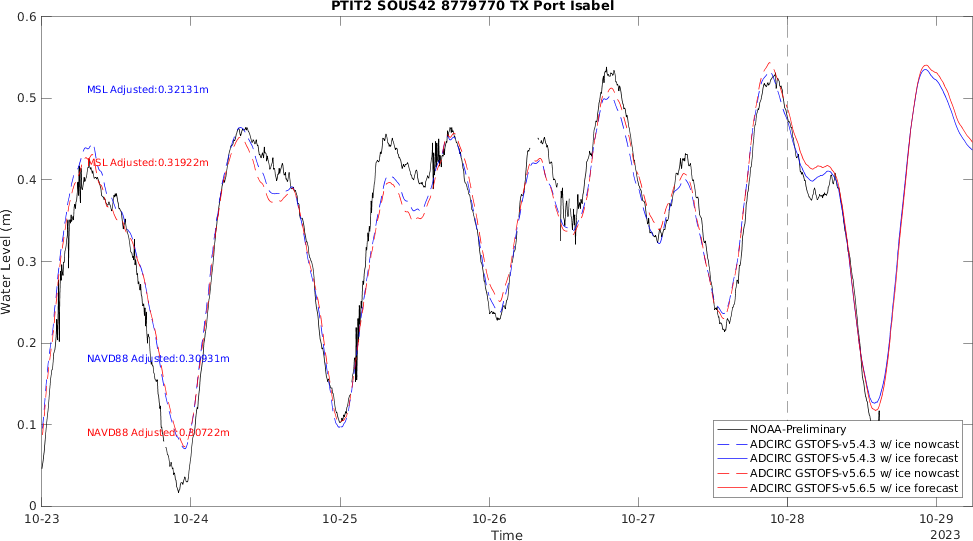 PTIT2 SOUS42 8779770 TX Port Isabel
0.6
0.5
0.4
0.3
0.2
0.1
0
Water Level (m)
MSL Adjusted:0.32131m
MSL Adjusted:0.31922m
NAVD88 Adjusted:0.30931m
NAVD88 Adjusted:0.30722m
NOAA-Preliminary
ADCIRC GSTOFS-v5.4.3 w/ ice nowcast
ADCIRC GSTOFS-v5.4.3 w/ ice forecast
ADCIRC GSTOFS-v5.6.5 w/ ice nowcast
ADCIRC GSTOFS-v5.6.5 w/ ice forecast
10-23 10-24 10-25 10-26 10-27 10-28 10-29
Time
2023